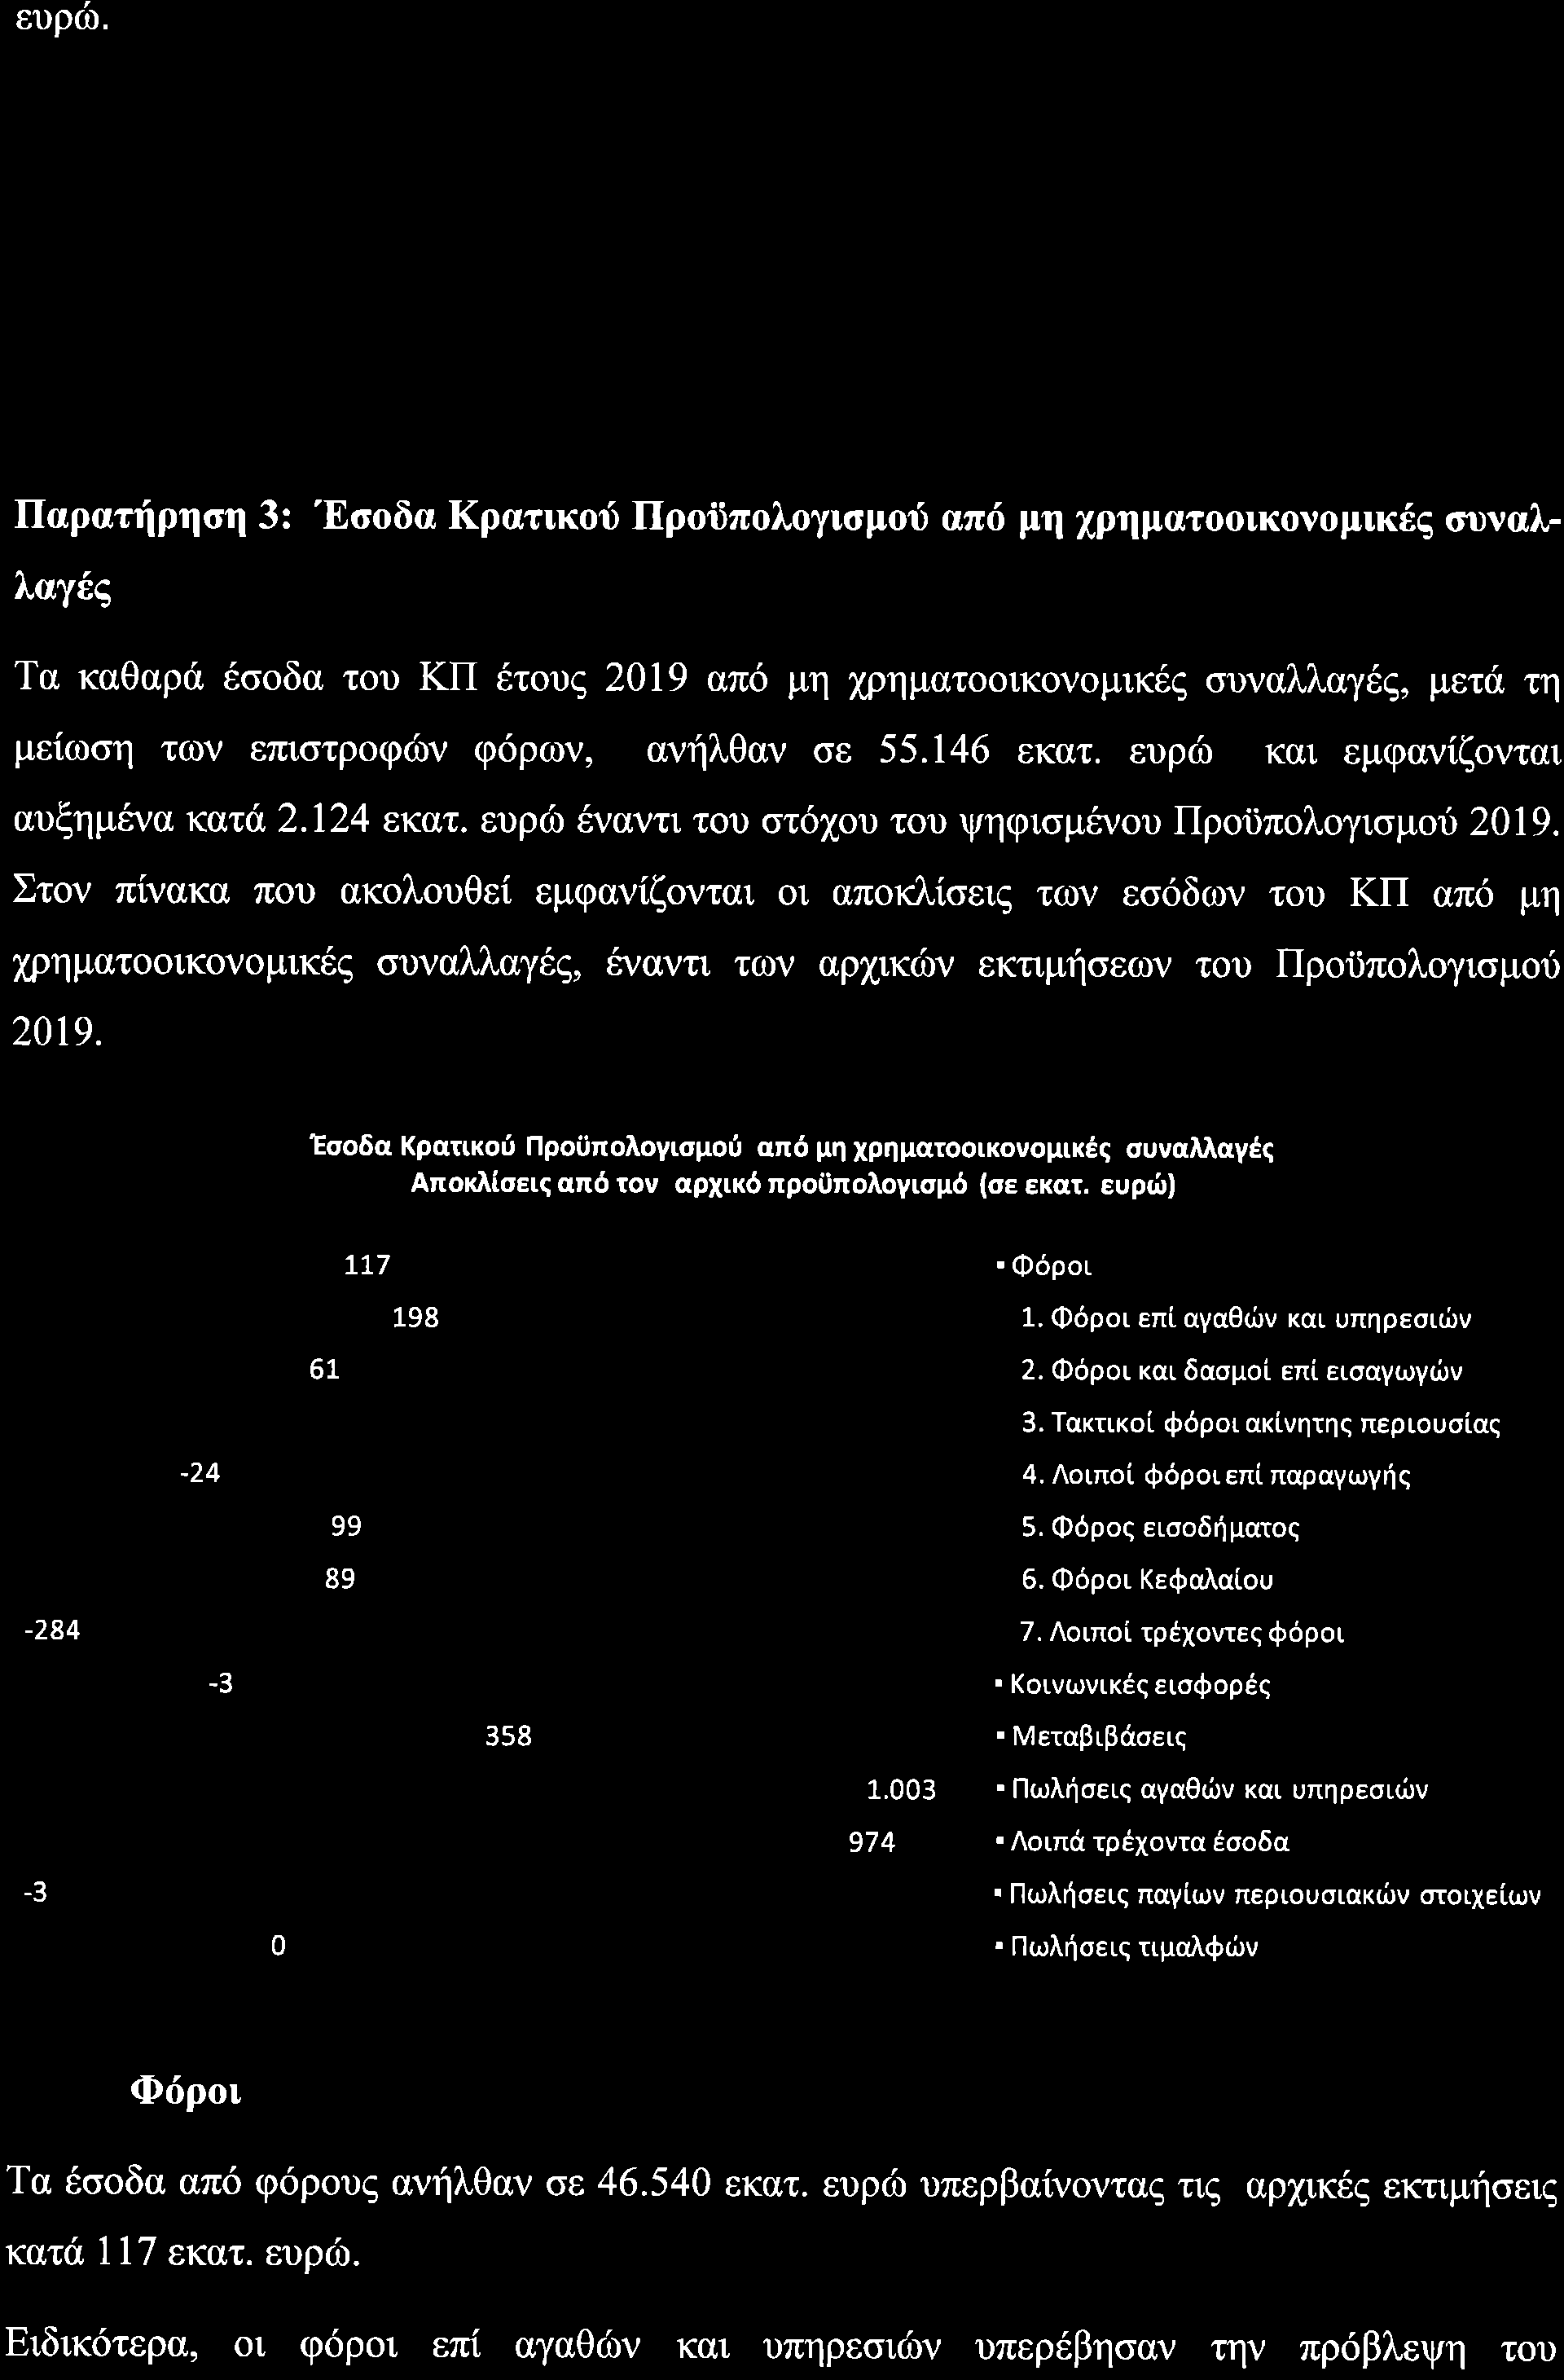 ευρώ.
Παρατήρηση 3: Έσοδα Κρατικού Προϋπολογισμού από μη χρηματοοικονομικές συναλ-
λαγές
Τα καθαρά έσοδα του ΚΠ έτους 2019 από μη χρηματοοικονομικές συναλλαγές, μετά τη
μείωση των επιστροφών φόρων, ανήλθαν σε 55.146 εκατ. ευρώ και εμφανίζονται
αυξημένα κατά 2.124 εκατ. ευρώ έναντι του στόχου του ψηφισμένου Προϋπολογισμού 2019.
Στον πίνακα που ακολουθεί εμφανίζονται οι αποκλίσεις των εσόδων του ΚΠ από μη
χρηματοοικονομικές συναλλαγές, έναντι των αρχικών εκτιμήσεων του Προϋπολογισμού
2019.
Έσοδα Κρατικού Προϋπολογισμού από μη χρηματοοικονομικές συναλλαγές
Αποκλίσεις από τον αρχικό προϋπολογισμό (σε εκατ. ευρώ)
117 ▪ Φόροι
198 1. Φόροι επί αγαθών και υπηρεσιών
61 2. Φόροι και δασμοί επί εισαγωγών
3. Τακτικοί φόροι ακίνητης περιουσίας
-24 4. Λοιποί φόροι επί παραγωγής
99 5. Φόρος εισοδήματος
89 6. Φόροι Κεφαλαίου
-284 7. Λοιποί τρέχοντες φόροι
-3 ▪ Κοινωνικές εισφορές
358 ▪ Μεταβιβάσεις
1.003 ▪ Πωλήσεις αγαθών και υπηρεσιών
974 ▪ Λοιπά τρέχοντα έσοδα
-3 ▪ Πωλήσεις παγίων περιουσιακών στοιχείων
0 ▪ Πωλήσεις τιμαλφών
Φόροι
Τα έσοδα από φόρους ανήλθαν σε 46.540 εκατ. ευρώ υπερβαίνοντας τις αρχικές εκτιμήσεις
κατά 117 εκατ. ευρώ.
Ειδικότερα, οι φόροι επί αγαθών και υπηρεσιών υπερέβησαν την πρόβλεψη του